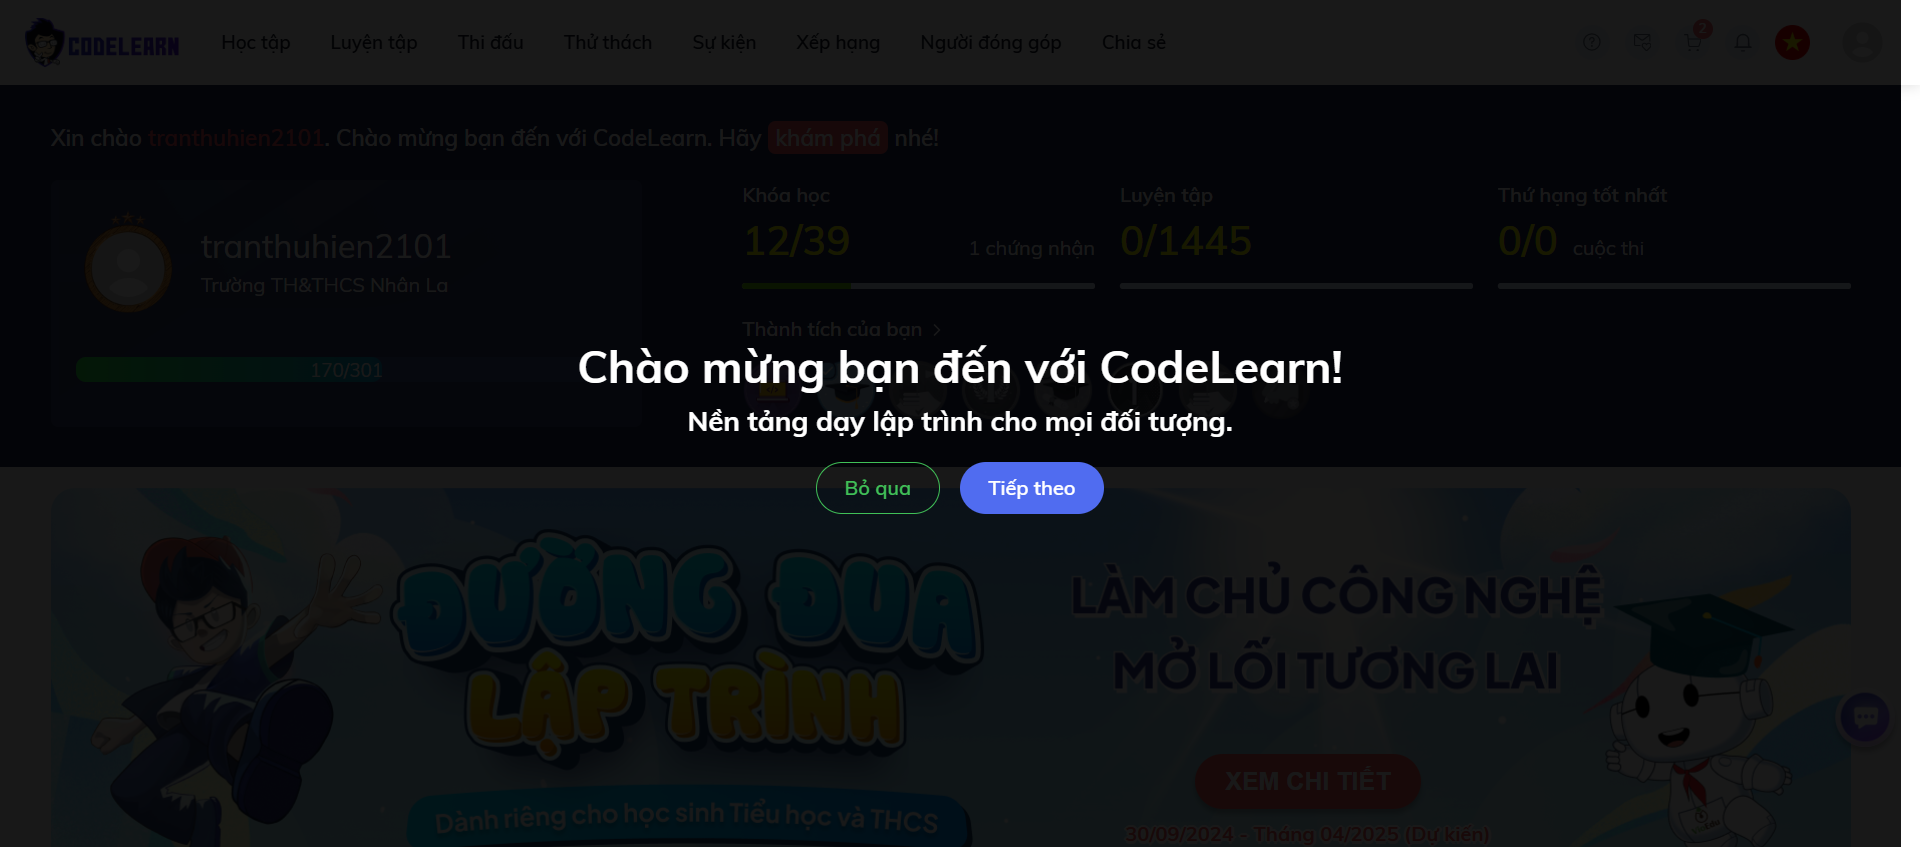 CODELEARN Học tập Luyện tập Thi đấu Thử thách Sự kiện Xếp hạng Người đóng góp Chia sẻ 2
Xin chào tranthuhien2101. Chào mừng bạn đến với CodeLearn. Hãy khám phá nhé!
Khóa học Luyện tập Thứ hạng tốt nhất
tranthuhien2101 12/39 1 chứng nhận 0/1445 0/0 cuộc thi
Trường TH&THCS Nhân La
Thành tích của bạn
170/301
Chào mừng bạn đến với CodeLearn!
Nền tảng dạy lập trình cho mọi đối tượng.
Bỏ qua Tiếp theo
ĐƯỜNG ĐUA
LẬP TRÌNH
Dành riêng cho học sinh Tiểu học và THCS
LÀM CHỦ CÔNG NGHỆ
MỞ LỐI TƯƠNG LAI
XEM CHI TIẾT
30/09/2024 - Tháng 04/2025 (Dự kiến)